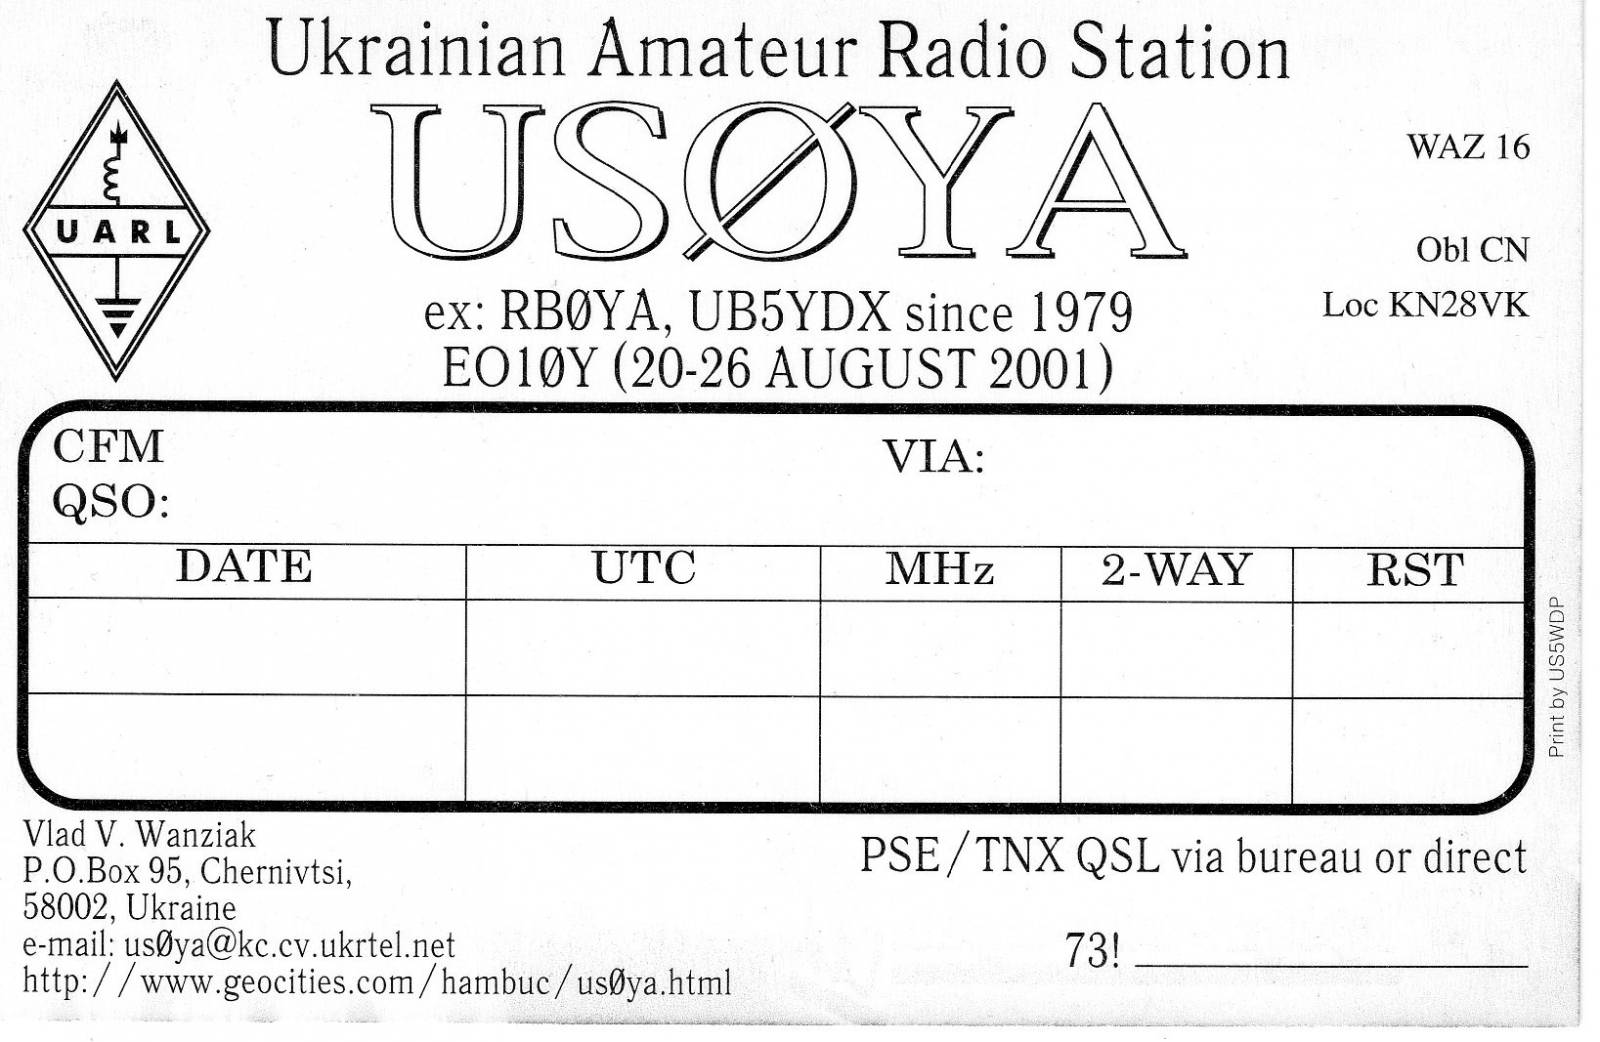 Ukrainian Amateur Radio Station
USØYA
UARL
WAZ 16
Obl CN
Loc KN28VK
ex: RBØYA, UB5YDX since 1979
EO1ØY (20-26 AUGUST 2001)
CFM
QSO:
VIA:
DATE UTC MHz 2-WAY RST
Print by US5WDP
Vlad V. Wanziak
P.O.Box 95, Chernivtsi,
58002, Ukraine
e-mail: usØya@kc.cv.ukrtel.net
http://www.geocities.com/hambuc/usØya.html
PSE/TNX QSL via bureau or direct
73!